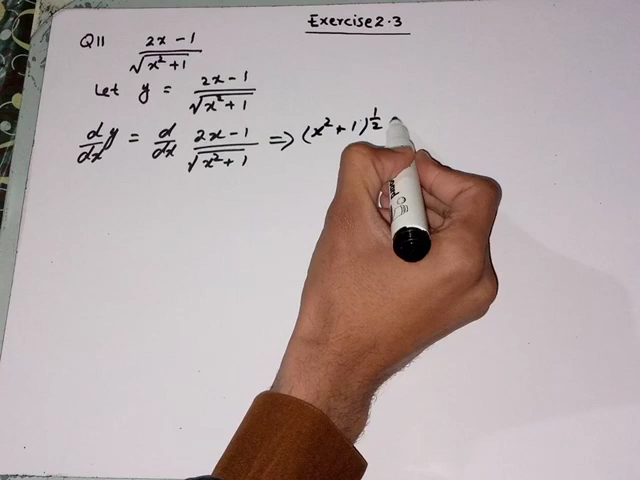 Exercise 2.3
Q11 2x-1/√x²+1
Let y = 2x-1/√x²+1
d/dx y = d/dx 2x-1/√x²+1 => (x²+1)^1/2